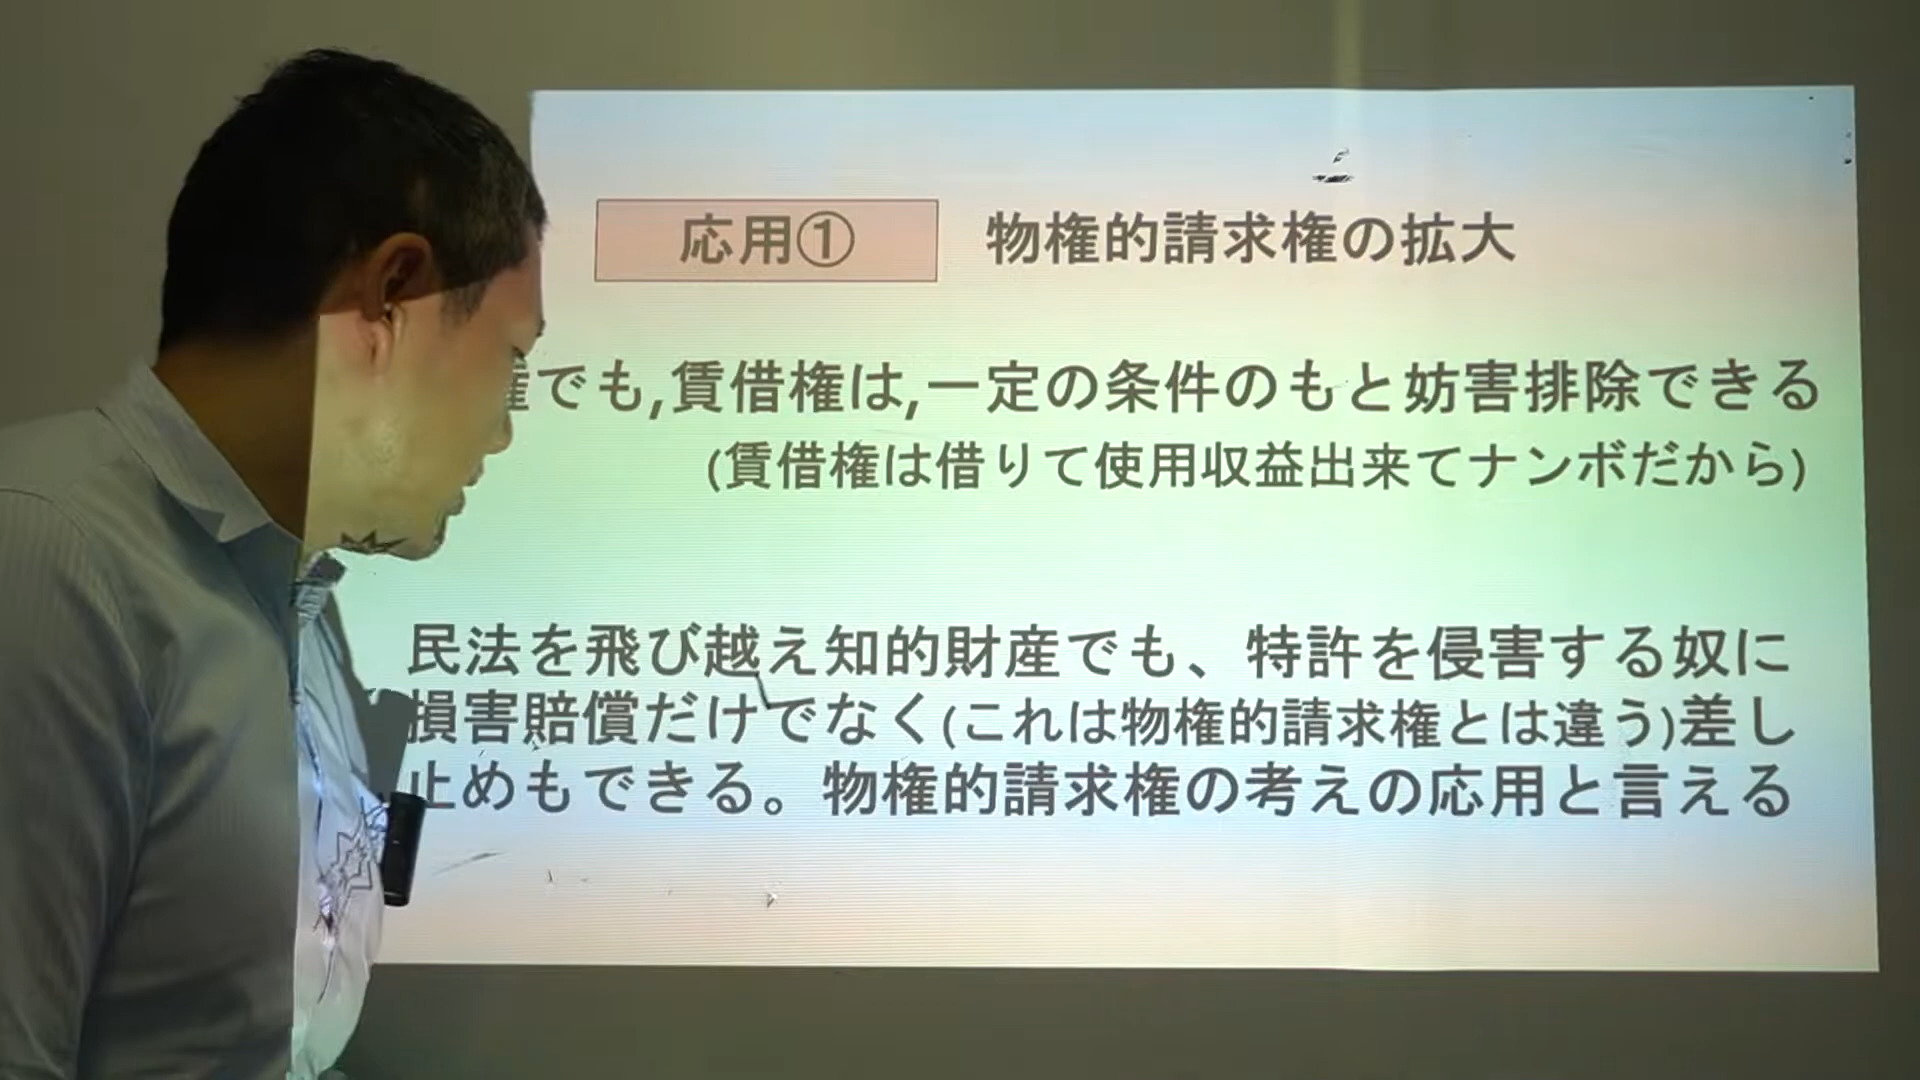 応用①
物権的請求権の拡大
権でも,賃借権は,一定の条件のもと妨害排除できる
(賃借権は借りて使用収益出来てナンボだから)
民法を飛び越え知的財産でも、特許を侵害する奴に
損害賠償だけでなく(これは物権的請求権とは違う)差し
止めもできる。物権的請求権の考えの応用と言える